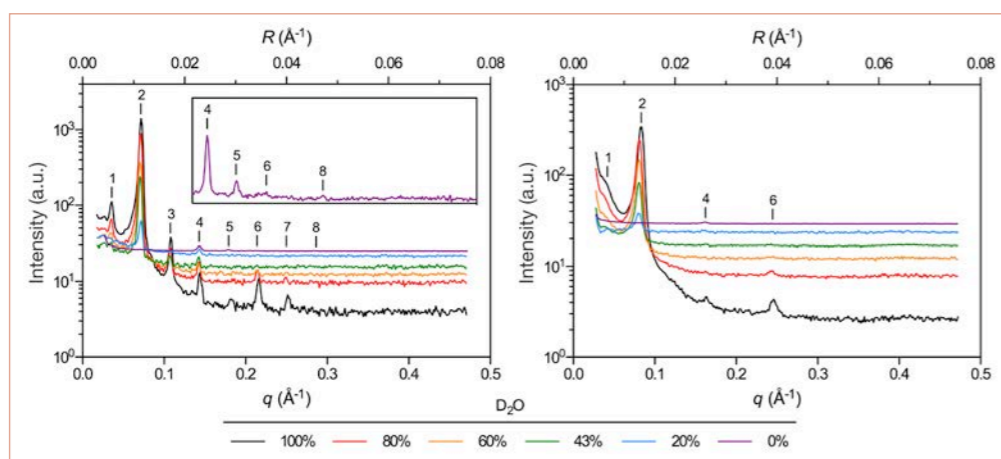 R (Å-1)
0.00 0.02 0.04 0.06 0.075
103
102
101
100
Intensity (a.u.)
1 2 3 4 5 6 7 8
4 5 6 8
0.0 0.1 0.2 0.3 0.4 0.5
q (Å-1)
R (Å-1)
0.00 0.02 0.04 0.06 0.08
103
102
101
100
Intensity (a.u.)
1 2 4 6
0.0 0.1 0.2 0.3 0.4 0.5
q (Å-1)
D2O
100% 80% 60% 43% 20% 0%